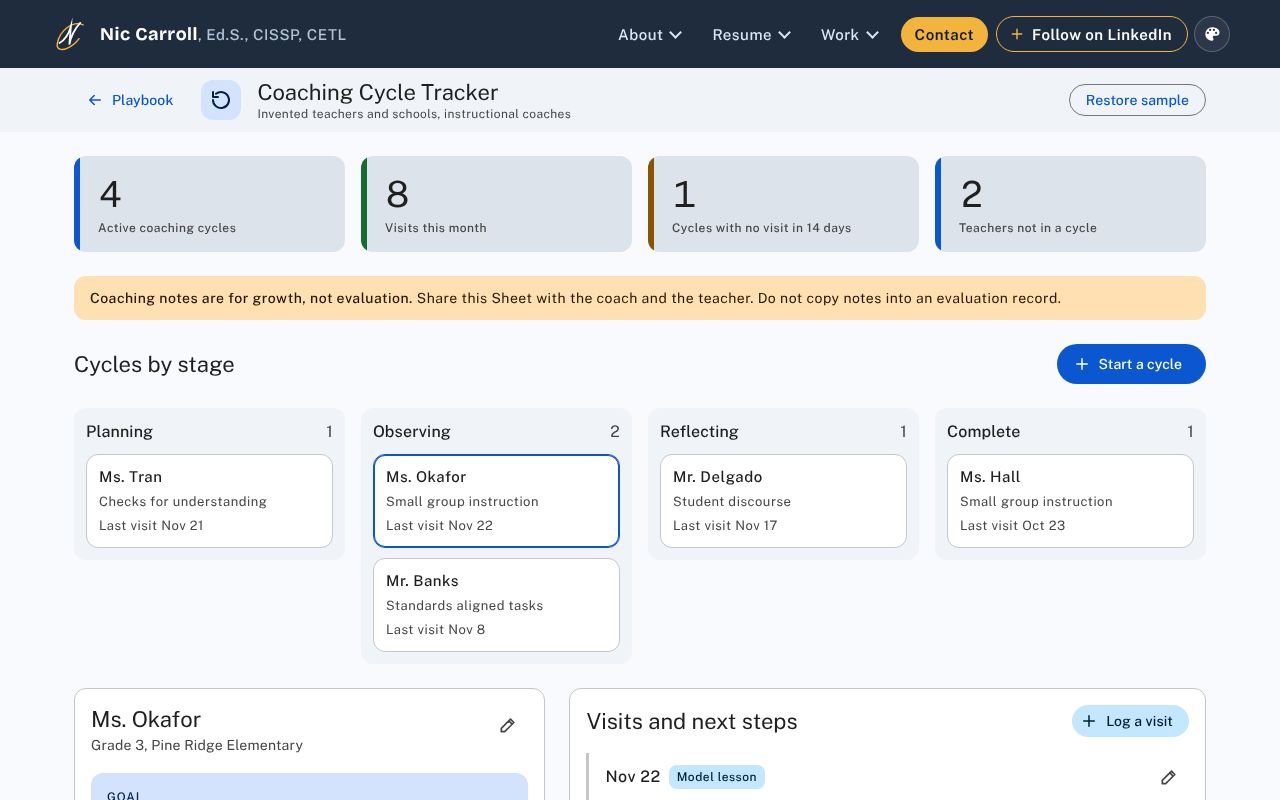 Nic Carroll, Ed.S., CISSP, CETL
About
Resume
Work
Contact
+ Follow on LinkedIn
← Playbook
Coaching Cycle Tracker
Invented teachers and schools, instructional coaches
Restore sample
4
Active coaching cycles
8
Visits this month
1
Cycles with no visit in 14 days
2
Teachers not in a cycle
Coaching notes are for growth, not evaluation. Share this Sheet with the coach and the teacher. Do not copy notes into an evaluation record.
Cycles by stage
+ Start a cycle
Planning 1
Ms. Tran
Checks for understanding
Last visit Nov 21
Observing 2
Ms. Okafor
Small group instruction
Last visit Nov 22
Mr. Banks
Standards aligned tasks
Last visit Nov 8
Reflecting 1
Mr. Delgado
Student discourse
Last visit Nov 17
Complete 1
Ms. Hall
Small group instruction
Last visit Oct 23
Ms. Okafor
Grade 3, Pine Ridge Elementary
GOAL
Visits and next steps
+ Log a visit
Nov 22 Model lesson